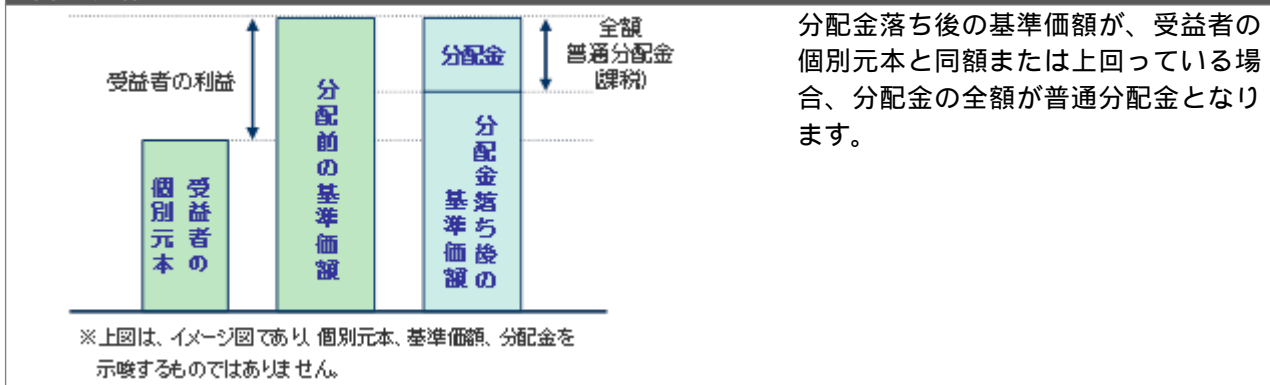 受益者の利益
受益者の
個別元本
分配前の基準価額
分配金
分配金落ち後の
基準価額
全額
普通分配金
(課税)
※上図は、イメージ図であり、個別元本、基準価額、分配金を
示唆するものではありません。
分配金落ち後の基準価額が、受益者の
個別元本と同額または上回っている場
合、分配金の全額が普通分配金となり
ます。